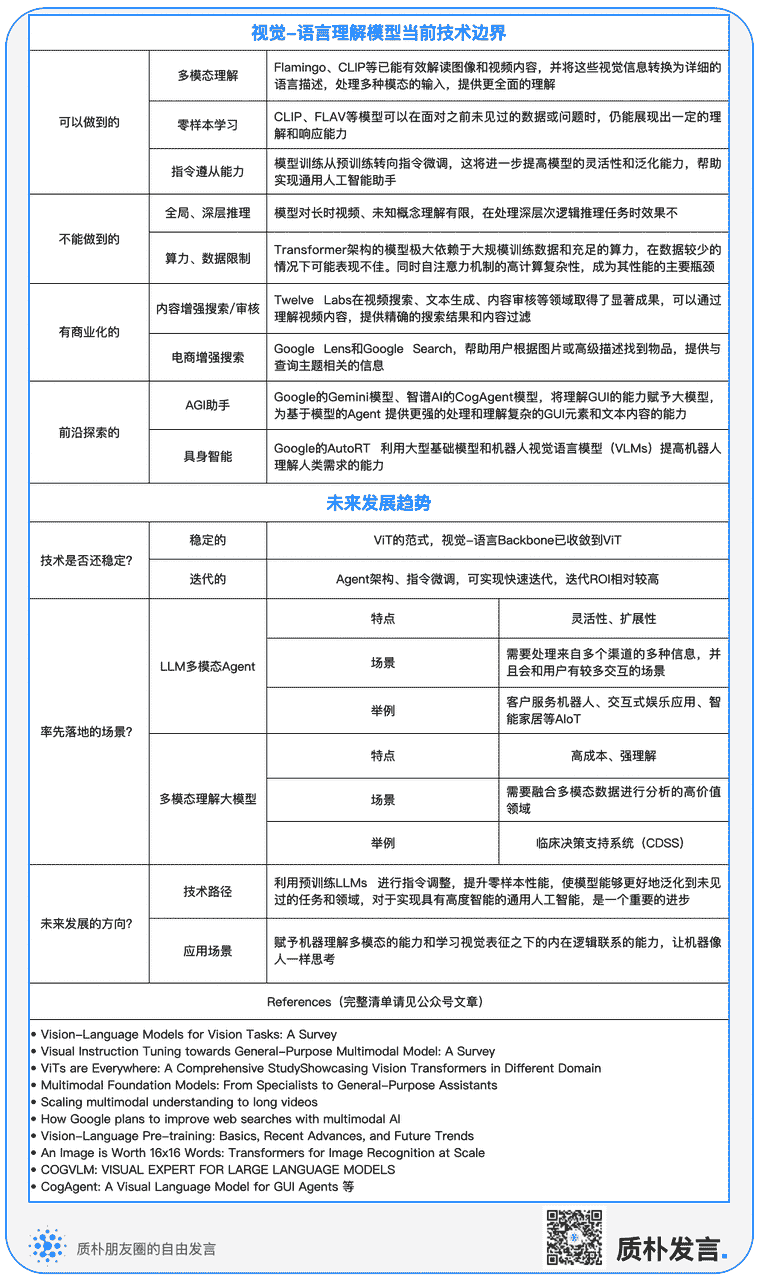 视觉-语言理解模型当前技术边界
可以做到的
多模态理解
Flamingo、CLIP等已能有效解读图像和视频内容，并将这些视觉信息转换为详细的
语言描述，处理多种模态的输入，提供更全面的理解
零样本学习
CLIP、FLAV等模型可以在面对之前未见过的数据或问题时，仍能展现出一定的理
解和响应能力
指令遵从能力
模型训练从预训练转向指令微调，这将进一步提高模型的灵活性和泛化能力，帮助
实现通用人工智能助手
不能做到的
全局、深层推理
模型对长时视频、未知概念理解有限，在处理深层次逻辑推理任务时效果不
算力、数据限制
Transformer架构的模型极大依赖于大规模训练数据和充足的算力，在数据较少的
情况下可能表现不佳。同时自注意力机制的高计算复杂性，成为其性能的主要瓶颈
有商业化的
内容增强搜索/审核
Twelve Labs在视频搜索、文本生成、内容审核等领域取得了显著成果，可以通过
理解视频内容，提供精确的搜索结果和内容过滤
电商增强搜索
Google Lens和Google Search，帮助用户根据图片或高级描述找到物品，提供与
查询主题相关的信息
前沿探索的
AGI助手
Google的Gemini模型、智谱AI的CogAgent模型，将理解GUI的能力赋予大模型，
为基于模型的Agent 提供更强的处理和理解复杂的GUI元素和文本内容的能力
具身智能
Google的AutoRT 利用大型基础模型和机器人视觉语言模型（VLMs）提高机器人
理解人类需求的能力
未来发展趋势
技术是否还稳定?
稳定的
ViT的范式，视觉-语言Backbone已收敛到ViT
迭代的
Agent架构、指令微调，可实现快速迭代，迭代ROI相对较高
率先落地的场景?
LLM多模态Agent
特点
灵活性、扩展性
场景
需要处理来自多个渠道的多种信息，并
且会和用户有较多交互的场景
举例
客户服务机器人、交互式娱乐应用、智
能家居等AIoT
多模态理解大模型
特点
高成本、强理解
场景
需要融合多模态数据进行分析的高价值
领域
举例
临床决策支持系统（CDSS）
未来发展的方向?
技术路径
利用预训练LLMs 进行指令调整，提升零样本性能，使模型能够更好地泛化到未见
过的任务和领域，对于实现具有高度智能的通用人工智能，是一个重要的进步
应用场景
赋予机器理解多模态的能力和学习视觉表征之下的内在逻辑联系的能力，让机器像
人一样思考
References（完整清单请见公众号文章）
• Vision-Language Models for Vision Tasks: A Survey
• Visual Instruction Tuning towards General-Purpose Multimodal Model: A Survey
• ViTs are Everywhere: A Comprehensive StudyShowcasing Vision Transformers in Different Domain
• Multimodal Foundation Models: From Specialists to General-Purpose Assistants
• Scaling multimodal understanding to long videos
• How Google plans to improve web searches with multimodal AI
• Vision-Language Pre-training: Basics, Recent Advances, and Future Trends
• An Image is Worth 16x16 Words: Transformers for Image Recognition at Scale
• COGVLM: VISUAL EXPERT FOR LARGE LANGUAGE MODELS
• CogAgent: A Visual Language Model for GUI Agents 等
质朴朋友圈的自由发言
质朴发言.